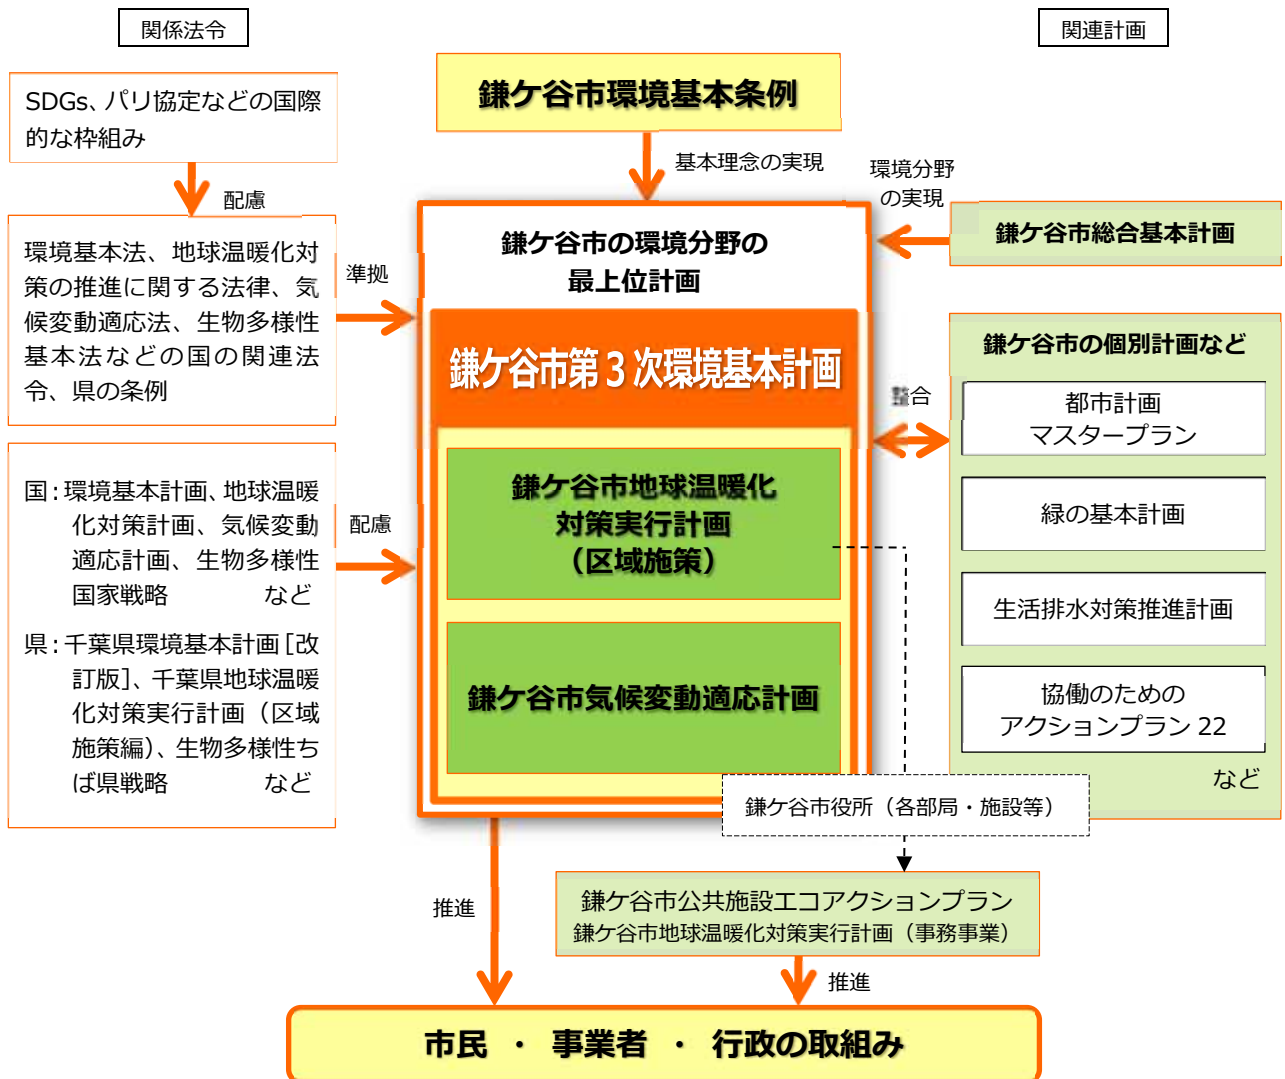 関係法令
関連計画
鎌ケ谷市環境基本条例
SDGs、パリ協定などの国際
的な枠組み
基本理念の実現
環境分野
の実現
配慮
環境基本法、地球温暖化対
策の推進に関する法律、気
候変動適応法、生物多様性
基本法などの国の関連法
令、県の条例
準拠
鎌ケ谷市の環境分野の
最上位計画
鎌ケ谷市総合基本計画
鎌ケ谷市第3次環境基本計画
整合
鎌ケ谷市の個別計画など
都市計画
マスタープラン
緑の基本計画
生活排水対策推進計画
協働のための
アクションプラン 22
など
国:環境基本計画、地球温暖
化対策計画、気候変動
適応計画、生物多様性
国家戦略 など
県:千葉県環境基本計画[改
訂版]、千葉県地球温暖
化対策実行計画(区域
施策編)、生物多様性ち
ば県戦略 など
配慮
鎌ケ谷市地球温暖化
対策実行計画
(区域施策)
鎌ケ谷市気候変動適応計画
鎌ケ谷市役所(各部局・施設等)
推進
鎌ケ谷市公共施設エコアクションプラン
鎌ケ谷市地球温暖化対策実行計画(事務事業)
推進
市民 ・ 事業者 ・ 行政の取組み